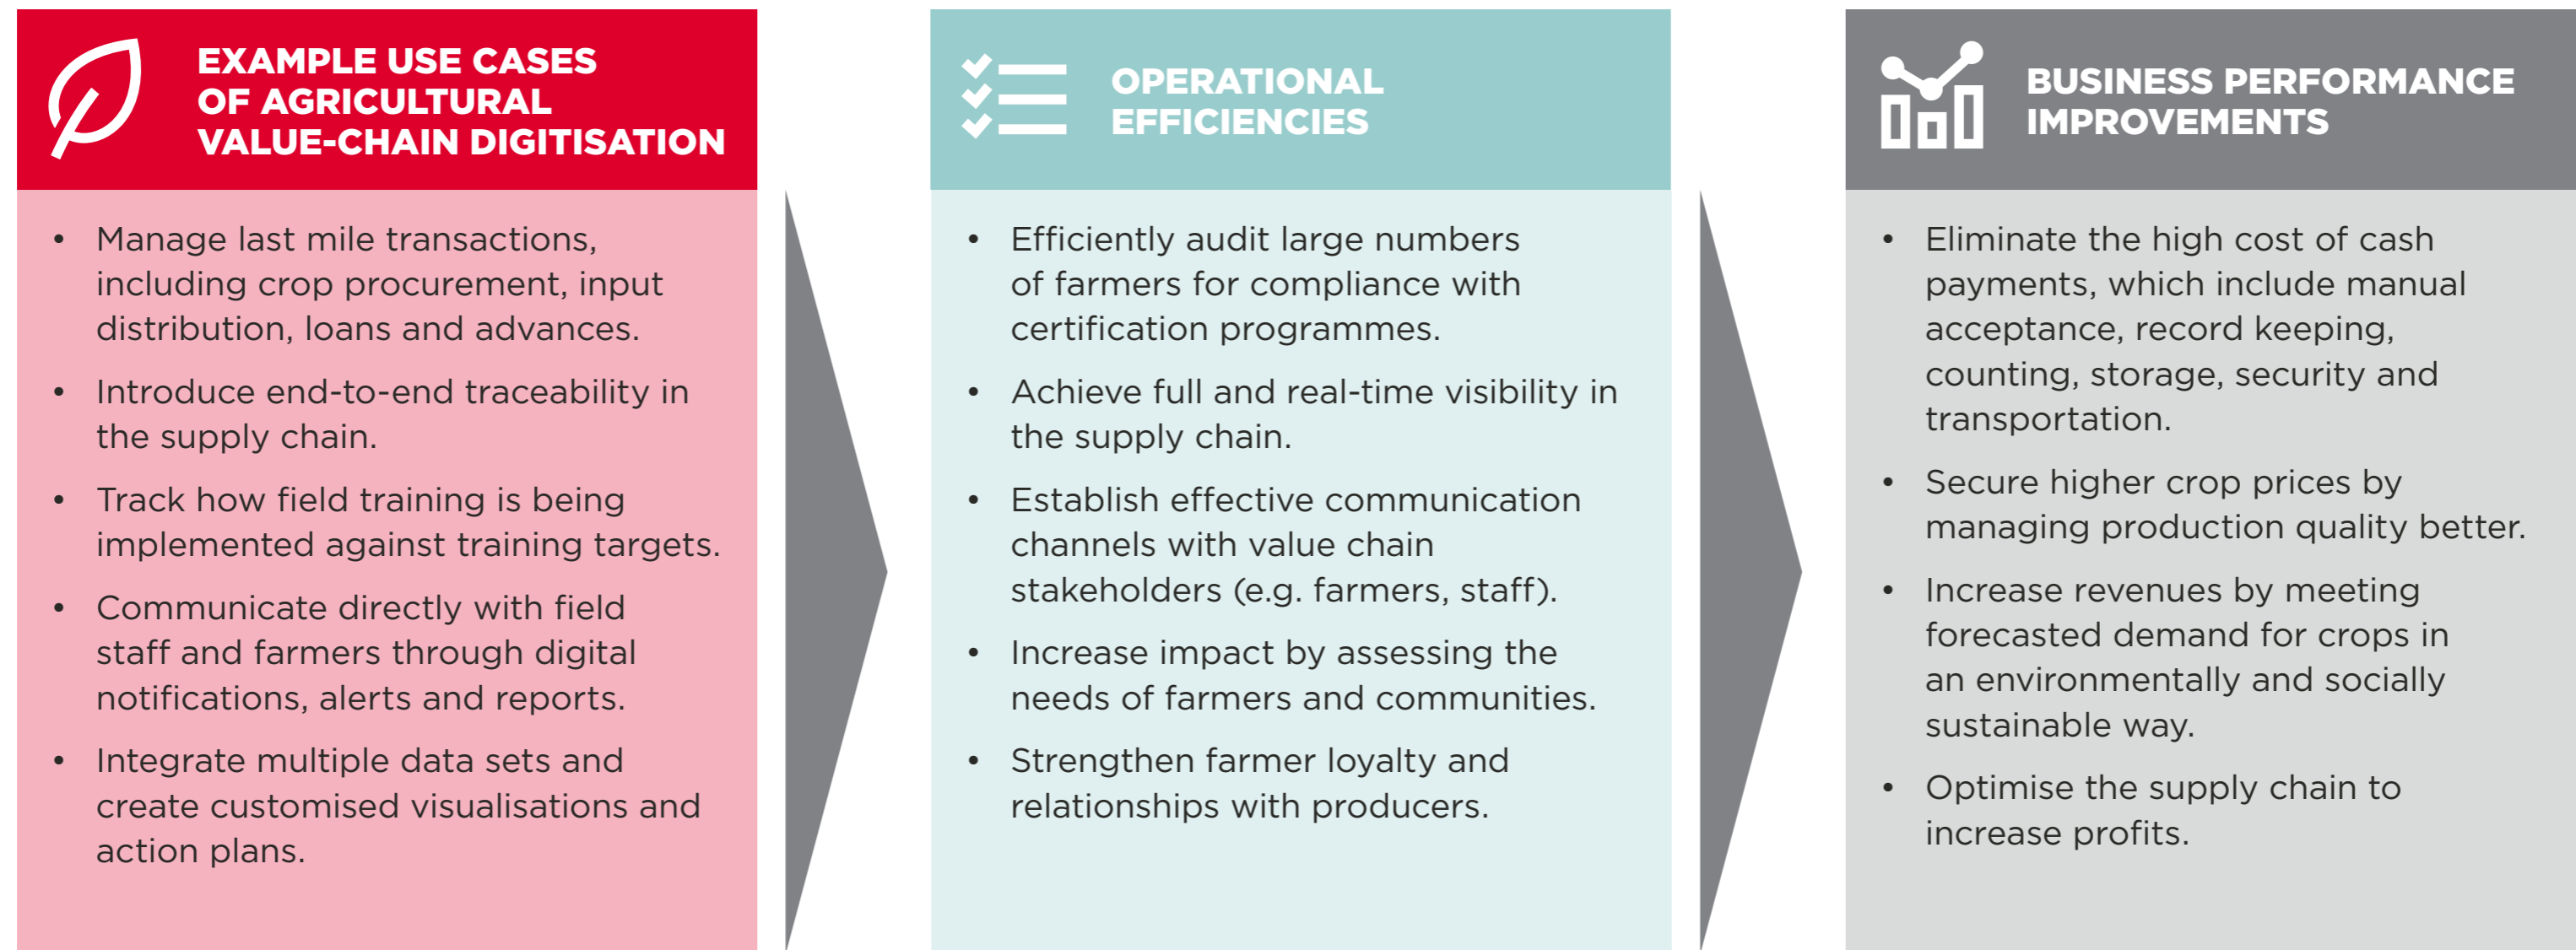 EXAMPLE USE CASES
OF AGRICULTURAL
VALUE-CHAIN DIGITISATION
• Manage last mile transactions,
including crop procurement, input
distribution, loans and advances.
• Introduce end-to-end traceability in
the supply chain.
• Track how field training is being
implemented against training targets.
• Communicate directly with field
staff and farmers through digital
notifications, alerts and reports.
• Integrate multiple data sets and
create customised visualisations and
action plans.
OPERATIONAL
EFFICIENCIES
• Efficiently audit large numbers
of farmers for compliance with
certification programmes.
• Achieve full and real-time visibility in
the supply chain.
• Establish effective communication
channels with value chain
stakeholders (e.g. farmers, staff).
• Increase impact by assessing the
needs of farmers and communities.
• Strengthen farmer loyalty and
relationships with producers.
BUSINESS PERFORMANCE
IMPROVEMENTS
• Eliminate the high cost of cash
payments, which include manual
acceptance, record keeping,
counting, storage, security and
transportation.
• Secure higher crop prices by
managing production quality better.
• Increase revenues by meeting
forecasted demand for crops in
an environmentally and socially
sustainable way.
• Optimise the supply chain to
increase profits.